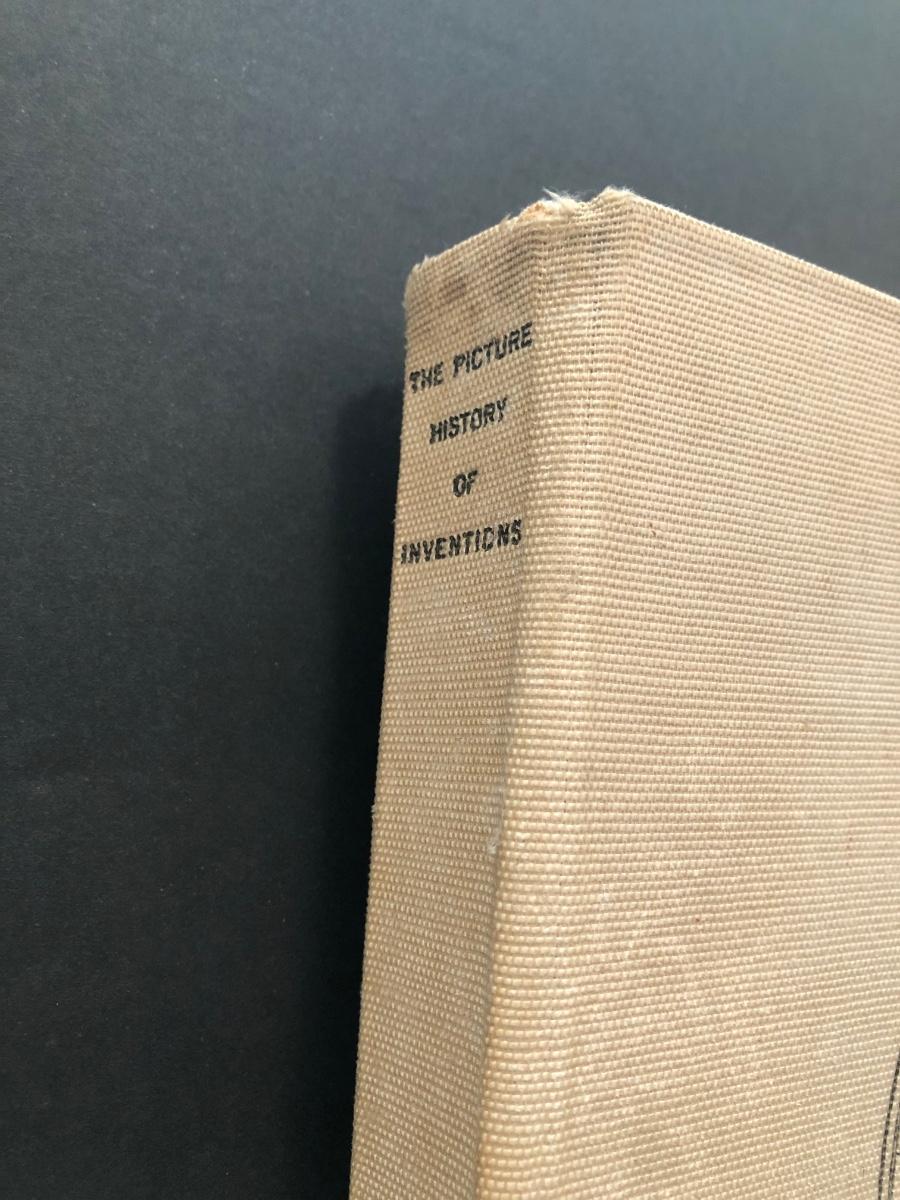 THE PICTURE
HISTORY
OF
INVENTIONS